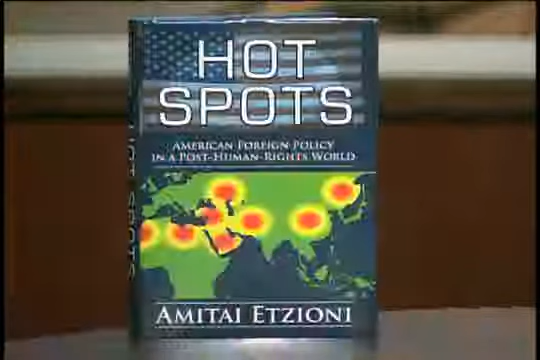 HOT
SPOTS
AMERICAN FOREIGN POLICY
IN A POST-HUMAN-RIGHTS WORLD
AMITAI ETZIONI
HOT SPOTS